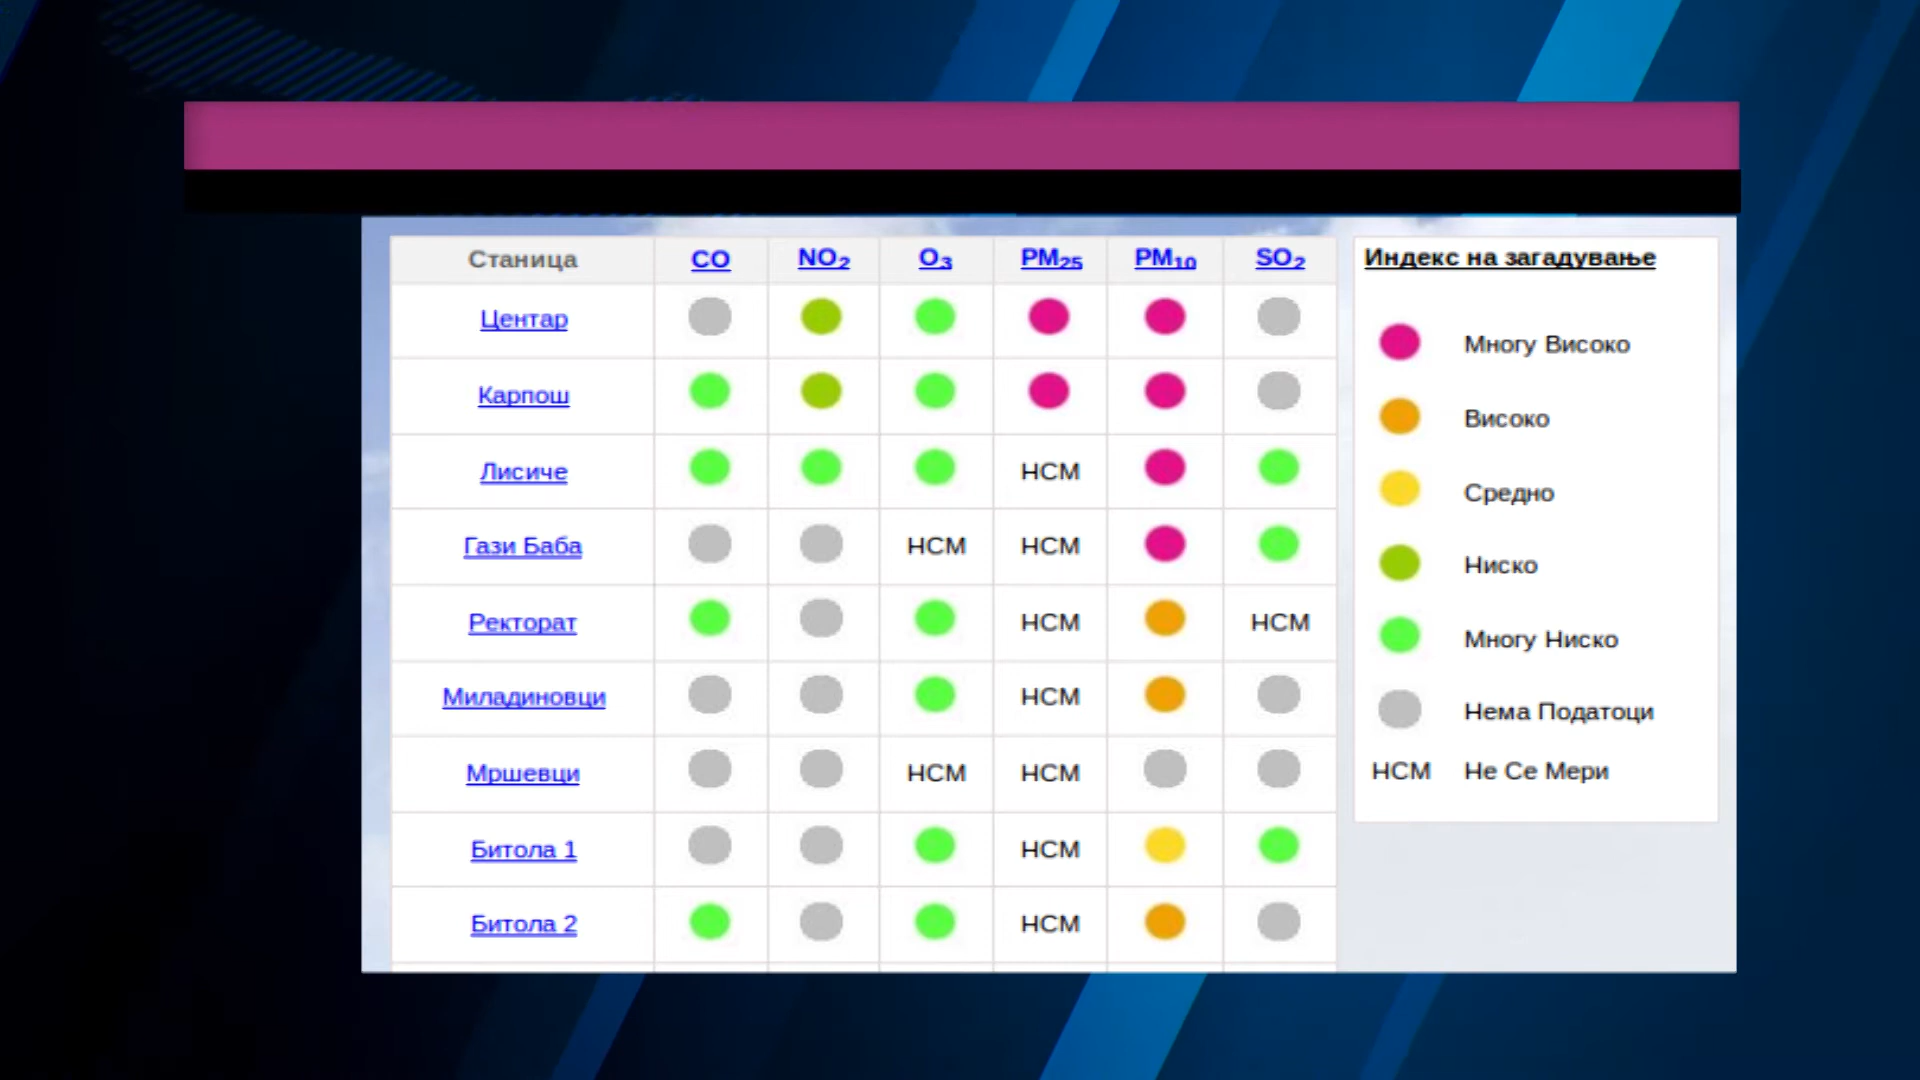 Станица CO NO2 O3 PM25 PM10 SO2
Центар
Карпош
Лисиче НСМ
Гази Баба НСМ НСМ
Ректорат НСМ НСМ
Миладиновци НСМ
Мршевци НСМ НСМ
Битола 1 НСМ
Битола 2 НСМ
Индекс на загадување
Многу Високо
Високо
Средно
Ниско
Многу Ниско
Нема Податоци
НСМ Не Се Мери